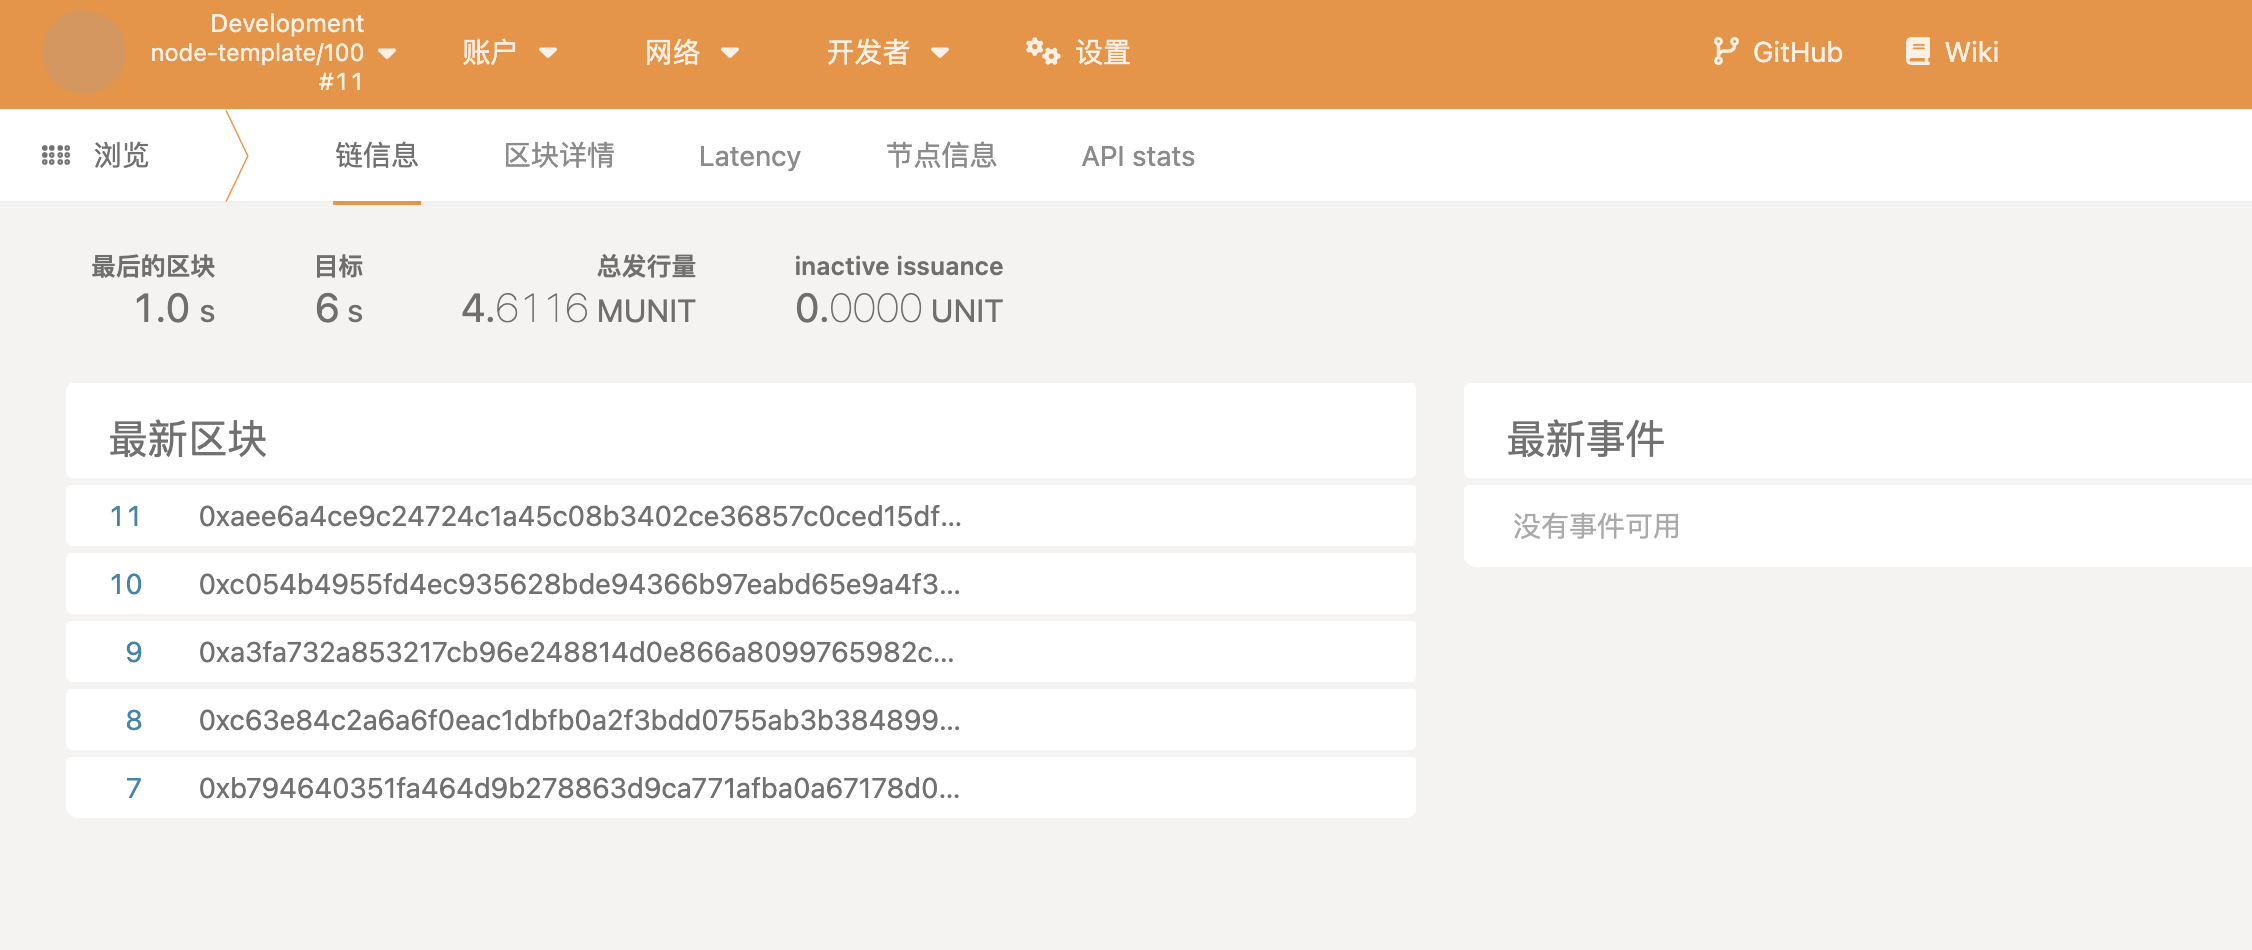 Development
node-template/100
#11
账户
网络
开发者
设置
GitHub
Wiki
浏览
链信息
区块详情
Latency
节点信息
API stats
最后的区块
1.0 s
目标
6 s
总发行量
4.6116 MUNIT
inactive issuance
0.0000 UNIT
最新区块
11 0xaee6a4ce9c24724c1a45c08b3402ce36857c0ced15df...
10 0xc054b4955fd4ec935628bde94366b97eabd65e9a4f3...
9 0xa3fa732a853217cb96e248814d0e866a8099765982c...
8 0xc63e84c2a6a6f0eac1dbfb0a2f3bdd0755ab3b384899...
7 0xb794640351fa464d9b278863d9ca771afba0a67178d0...
最新事件
没有事件可用